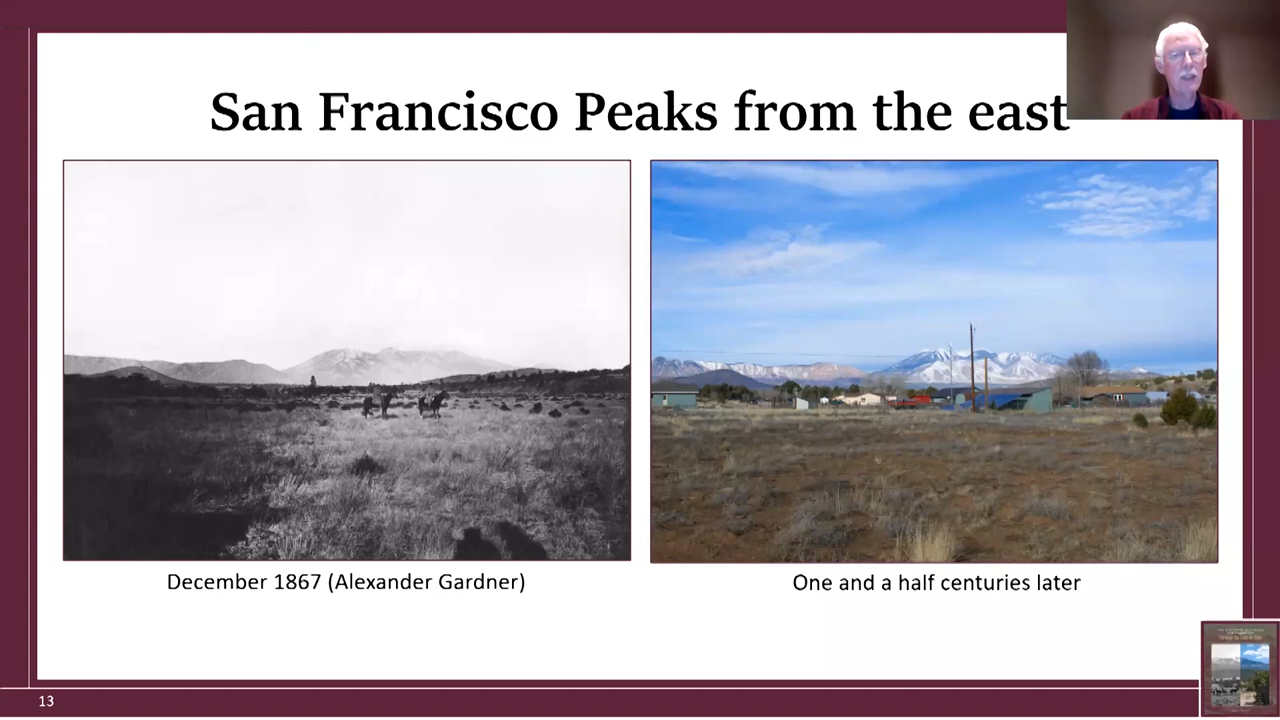 San Francisco Peaks from the east
December 1867 (Alexander Gardner)
One and a half centuries later
13